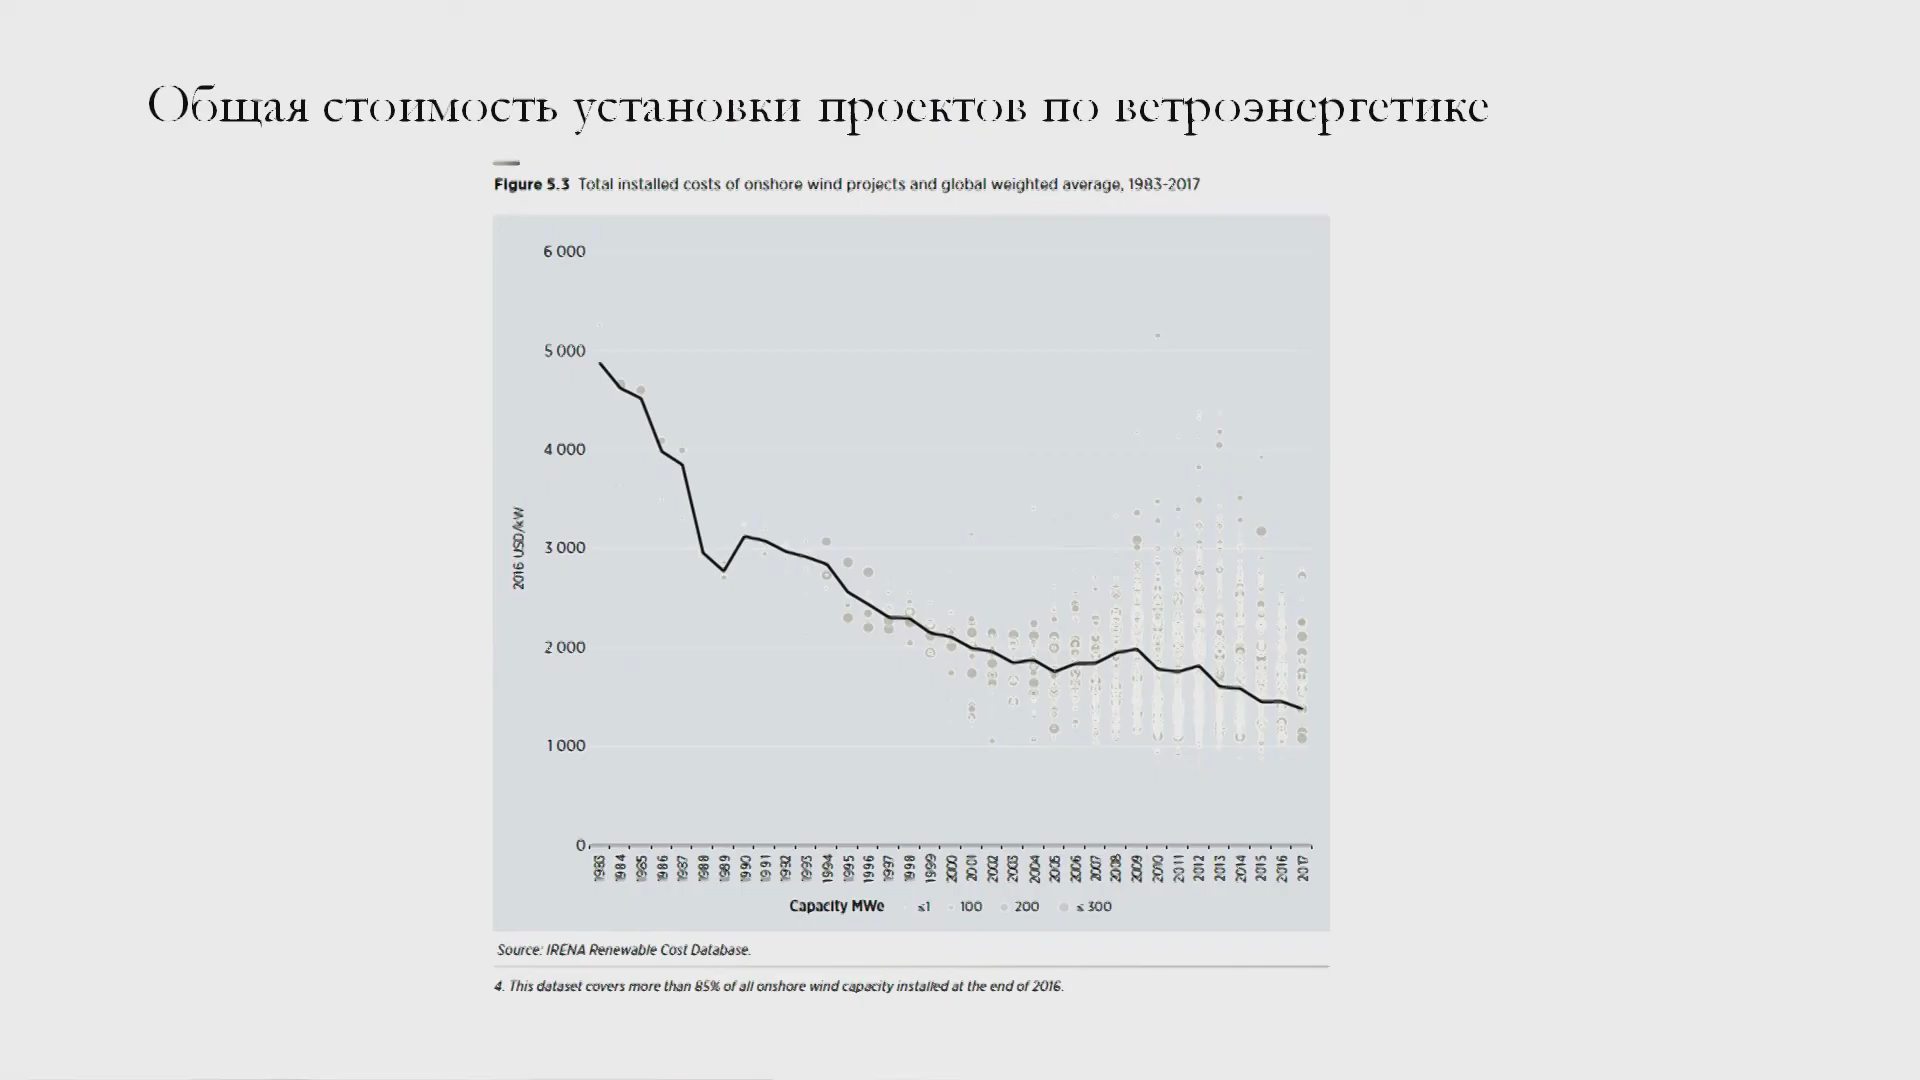 Общая стоимость установки проектов по ветроэнергетике
Figure 5.3 Total installed costs of onshore wind projects and global weighted average, 1983-2017
6 000
5 000
4 000
3 000
2 000
1 000
0
2016 USD/kW
1983 1984 1985 1986 1987 1988 1989 1990 1991 1992 1993 1994 1995 1996 1997 1998 1999 2000 2001 2002 2003 2004 2005 2006 2007 2008 2009 2010 2011 2012 2013 2014 2015 2016 2017
Capacity MWe ≤1 100 200 ≤ 300
Source: IRENA Renewable Cost Database.
4. This dataset covers more than 85% of all onshore wind capacity installed at the end of 2016.